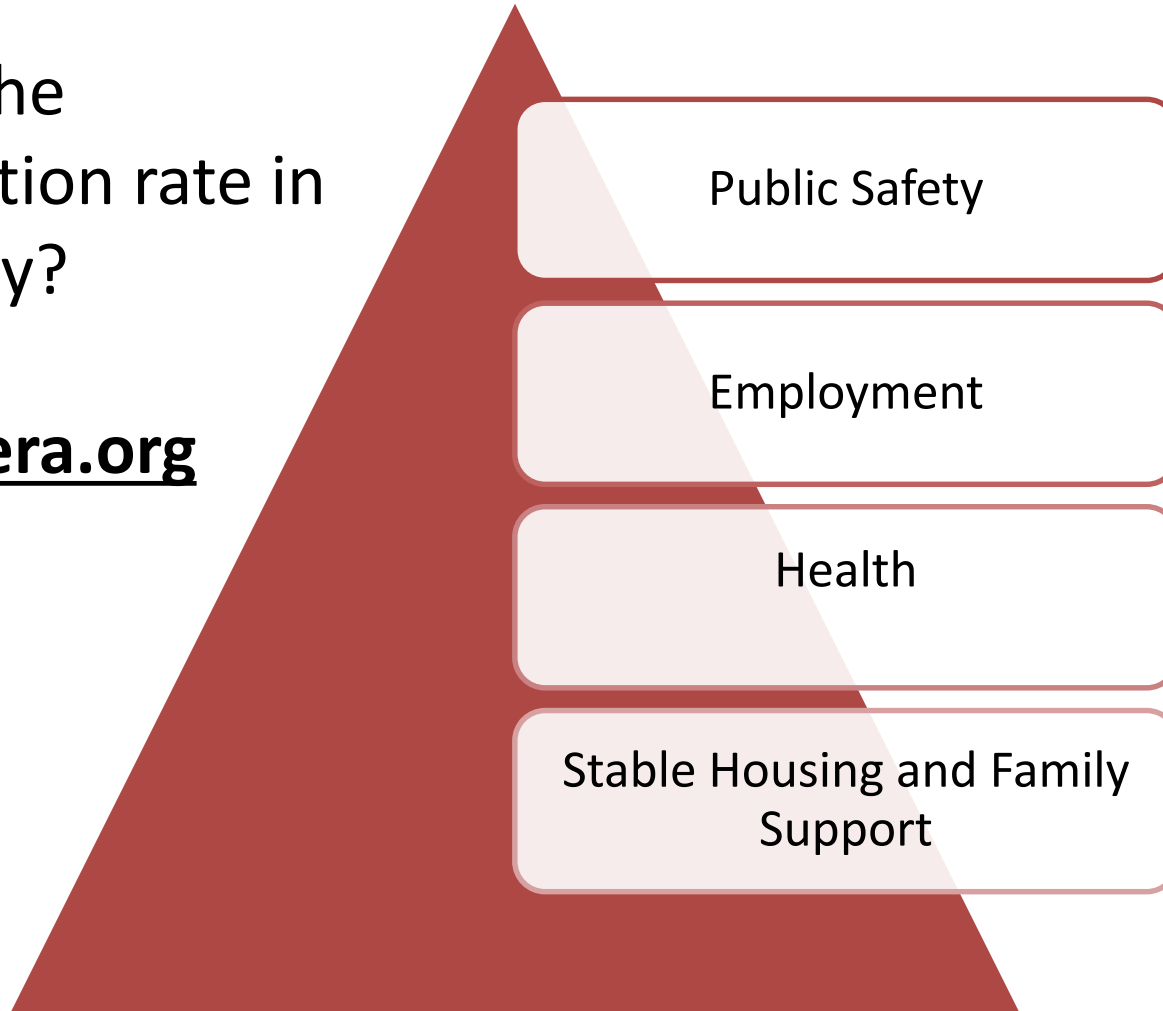 he
tion rate in
y?
era.org
Public Safety
Employment
Health
Stable Housing and Family
Support